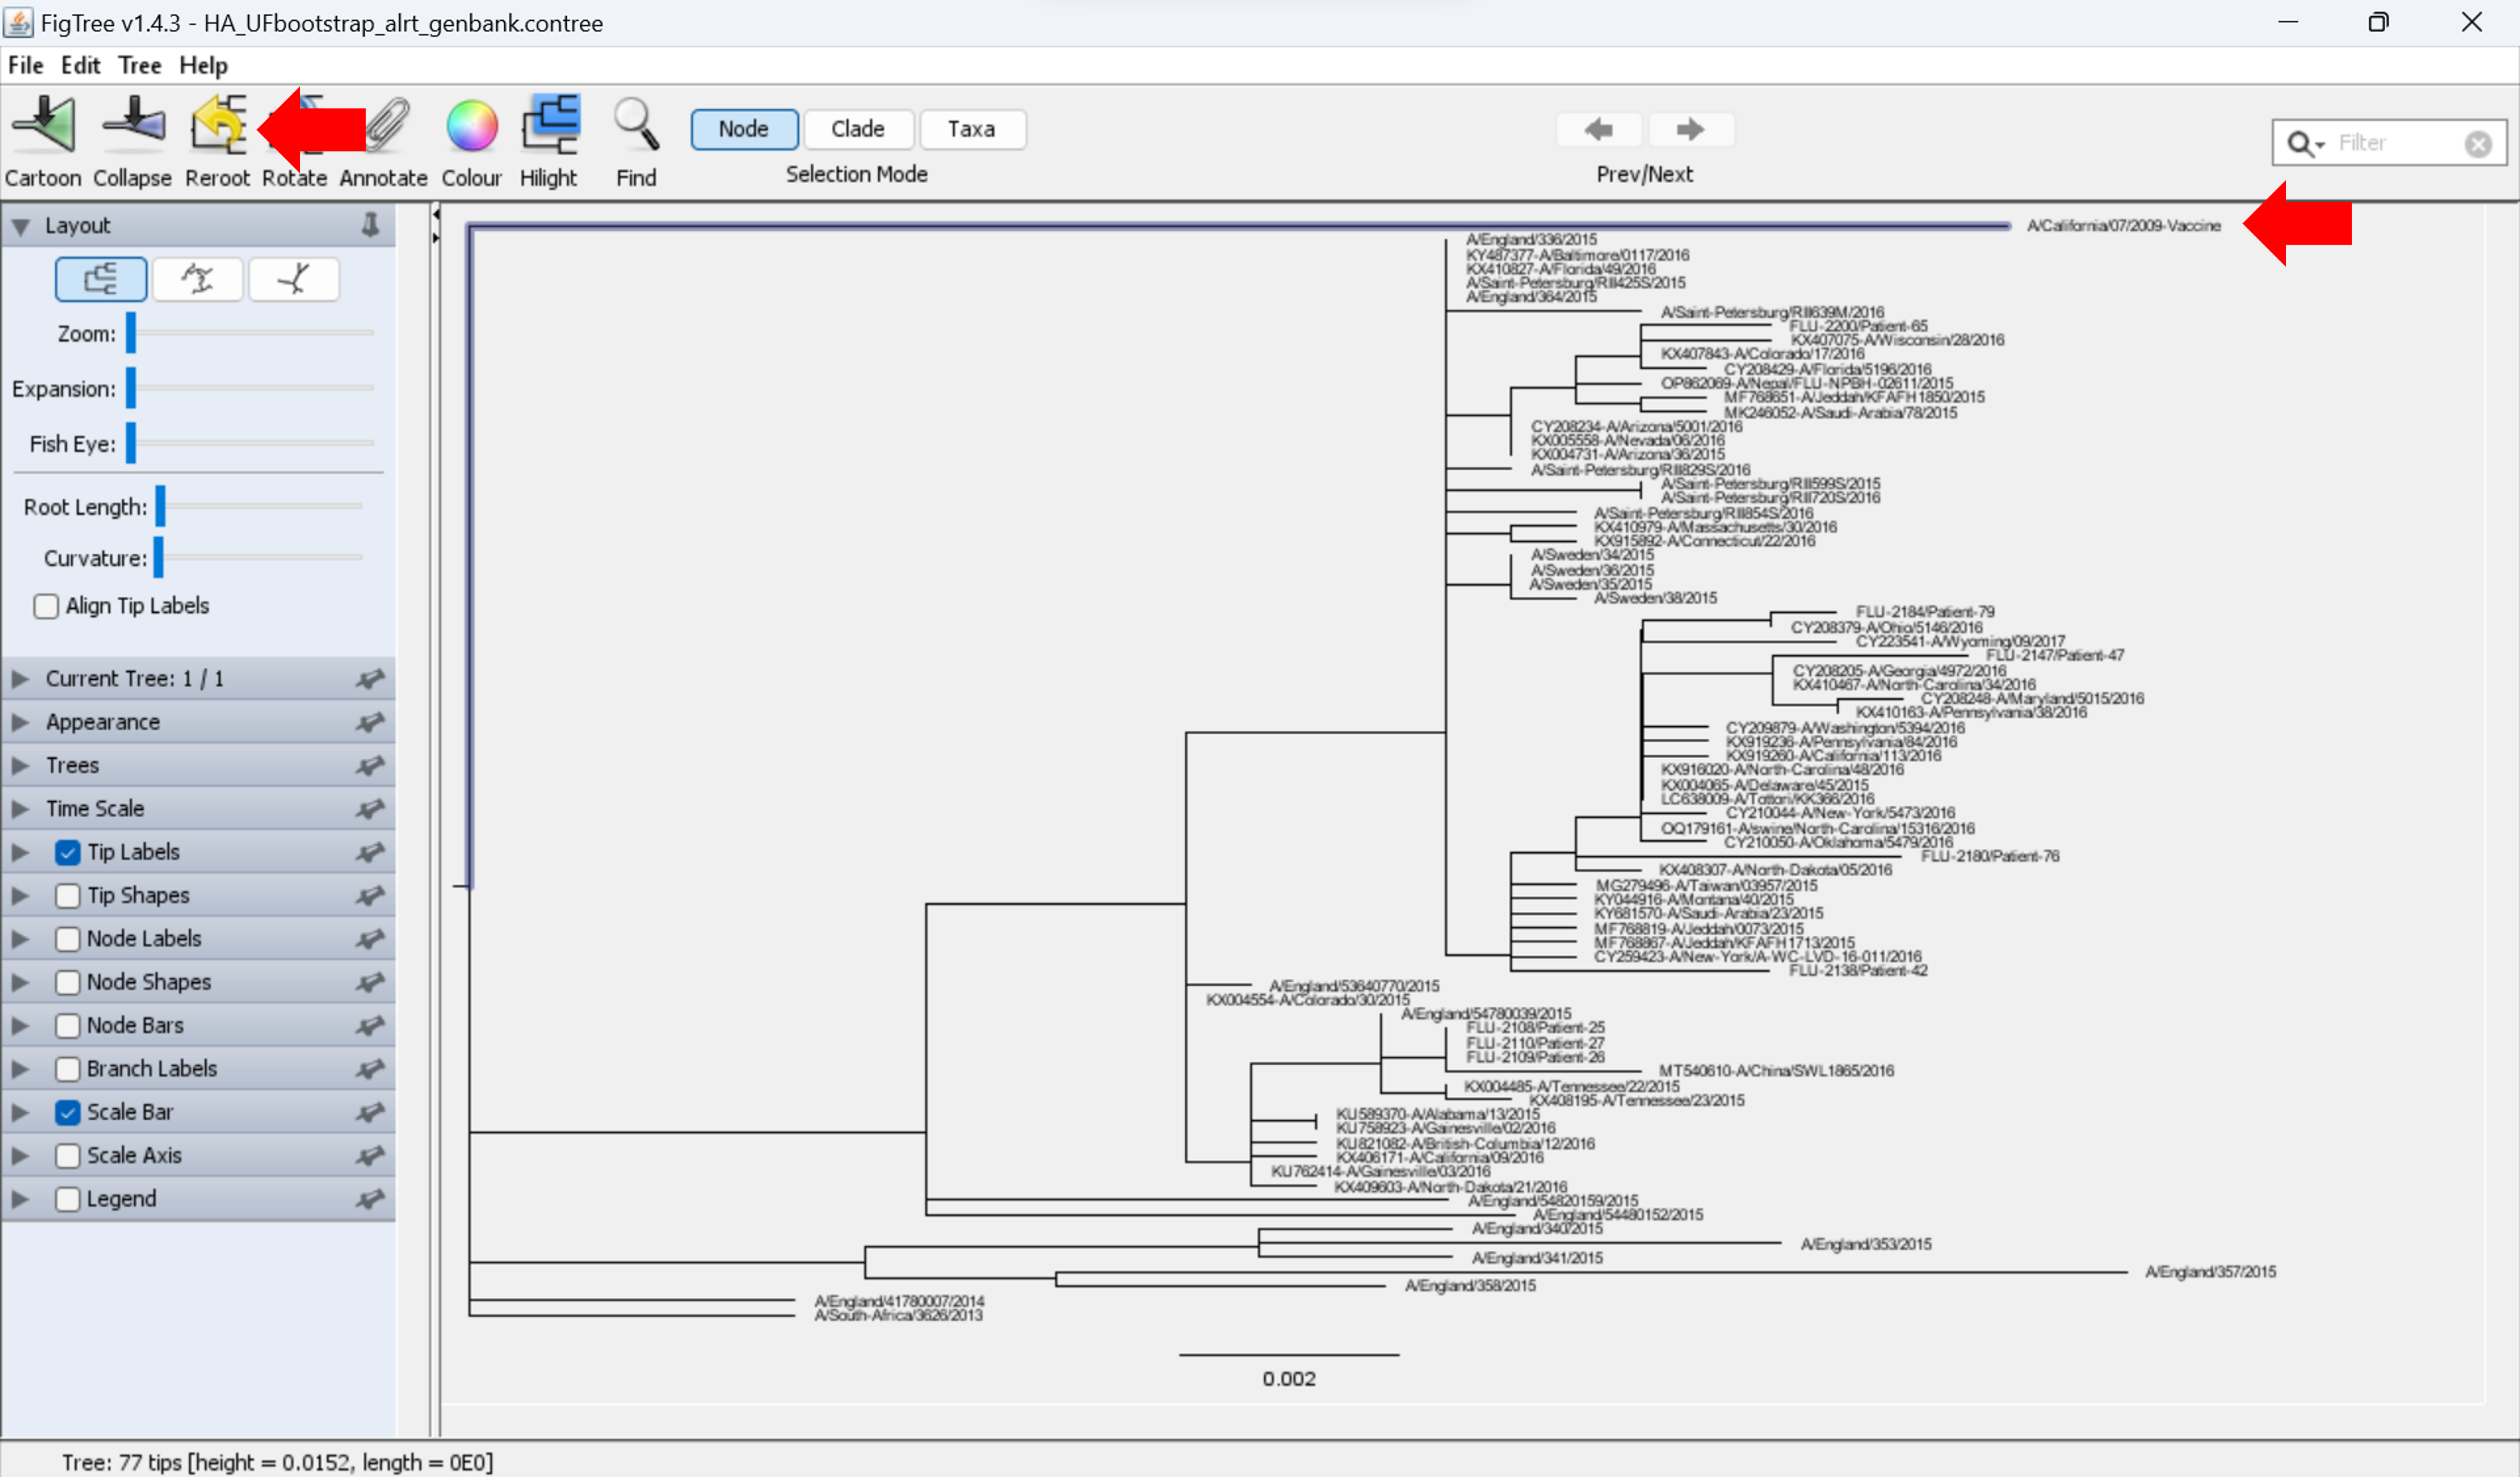 FigTree v1.4.3 - HA_UFbootstrap_alrt_genbank.contree
File Edit Tree Help
Cartoon Collapse Reroot Rotate Annotate Colour Hilight Find
Node Clade Taxa
Selection Mode
Prev/Next
Filter
Layout
Zoom:
Expansion:
Fish Eye:
Root Length:
Curvature:
Align Tip Labels
Current Tree: 1 / 1
Appearance
Trees
Time Scale
Tip Labels
Tip Shapes
Node Labels
Node Shapes
Node Bars
Branch Labels
Scale Bar
Scale Axis
Legend
A/California/07/2009-Vaccine
A/England/336/2015
KY487377-A/Baltimore/0117/2016
KX410827-A/Florida/49/2016
A/Saint-Petersburg/RII425S/2015
A/England/364/2015
A/Saint-Petersburg/RII639M/2016
FLU-2200/Patient-65
KX407075-A/Wisconsin/28/2016
KX407843-A/Colorado/17/2016
CY208429-A/Florida/5196/2016
OP862069-A/Nepal/FLU-NPBH-02611/2015
MF768651-A/Jeddah/KFAFH1850/2015
MK246052-A/Saudi-Arabia/78/2015
CY208234-A/Arizona/5001/2016
KX005558-A/Nevada/06/2016
KX004731-A/Arizona/36/2015
A/Saint-Petersburg/RII829S/2016
A/Saint-Petersburg/RII599S/2015
A/Saint-Petersburg/RII720S/2016
A/Saint-Petersburg/RII854S/2016
KX410979-A/Massachusetts/30/2016
KX915892-A/Connecticut/22/2016
A/Sweden/34/2015
A/Sweden/36/2015
A/Sweden/35/2015
A/Sweden/38/2015
FLU-2184/Patient-79
CY208379-A/Ohio/5146/2016
CY223541-A/Wyoming/09/2017
FLU-2147/Patient-47
CY208205-A/Georgia/4972/2016
KX410467-A/North-Carolina/34/2016
CY208248-A/Maryland/5015/2016
KX410163-A/Pennsylvania/38/2016
CY209879-A/Washington/5394/2016
KX919236-A/Pennsylvania/84/2016
KX919260-A/California/113/2016
KX916020-A/North-Carolina/48/2016
KX004065-A/Delaware/45/2015
LC638009-A/Tottori/KK366/2016
CY210044-A/New-York/5473/2016
OQ179161-A/swine/North-Carolina/15316/2016
CY210050-A/Oklahoma/5479/2016
FLU-2180/Patient-76
KX408307-A/North-Dakota/05/2016
MG279496-A/Taiwan/03957/2015
KY044916-A/Montana/40/2015
KY681570-A/Saudi-Arabia/23/2015
MF768819-A/Jeddah/0073/2015
MF768867-A/Jeddah/KFAFH1713/2015
CY259423-A/New-York/A-WC-LVD-16-011/2016
FLU-2138/Patient-42
A/England/53640770/2015
KX004554-A/Colorado/30/2015
A/England/54780039/2015
FLU-2108/Patient-25
FLU-2110/Patient-27
FLU-2109/Patient-26
MT540610-A/China/SWL1865/2016
KX004485-A/Tennessee/22/2015
KX408195-A/Tennessee/23/2015
KU589370-A/Alabama/13/2015
KU758923-A/Gainesville/02/2016
KU821082-A/British-Columbia/12/2016
KX406171-A/California/09/2016
KU762414-A/Gainesville/03/2016
KX409603-A/North-Dakota/21/2016
A/England/54820159/2015
A/England/54480152/2015
A/England/340/2015
A/England/353/2015
A/England/341/2015
A/England/357/2015
A/England/358/2015
A/England/41780007/2014
A/South-Africa/3626/2013
0.002
Tree: 77 tips [height = 0.0152, length = 0E0]